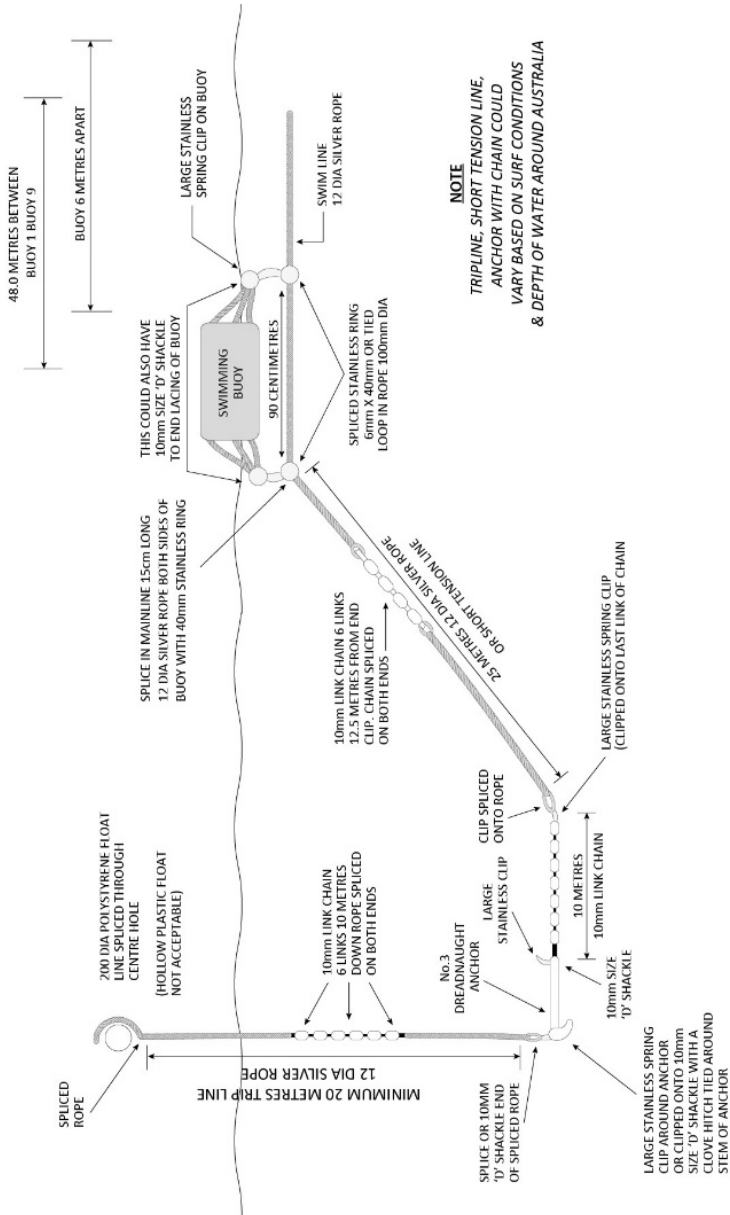 48.0 METRES BETWEEN
BUOY 1 BUOY 9
BUOY 6 METRES APART
LARGE STAINLESS
SPRING CLIP ON BUOY
THIS COULD ALSO HAVE
10mm SIZE 'D' SHACKLE
TO END LACING OF BUOY
SWIMMING
BUOY
90 CENTIMETRES
SWIM LINE
12 DIA SILVER ROPE
SPLICED STAINLESS RING
6mm X 40mm OR TIED
LOOP IN ROPE 100mm DIA
NOTE
TRIPLINE, SHORT TENSION LINE,
ANCHOR WITH CHAIN COULD
VARY BASED ON SURF CONDITIONS
& DEPTH OF WATER AROUND AUSTRALIA
SPLICE IN MAINLINE 15cm LONG
12 DIA SILVER ROPE BOTH SIDES OF
BUOY WITH 40mm STAINLESS RING
10mm LINK CHAIN 6 LINKS
12.5 METRES FROM END
CLIP. CHAIN SPLICED
ON BOTH ENDS
25 METRES 12 DIA SILVER ROPE
OR SHORT TENSION LINE
200 DIA POLYSTYRENE FLOAT
LINE SPLICED THROUGH
CENTRE HOLE
(HOLLOW PLASTIC FLOAT
NOT ACCEPTABLE)
SPLICED
ROPE
MINIMUM 20 METRES TRIP LINE
12 DIA SILVER ROPE
10mm LINK CHAIN
6 LINKS 10 METRES
DOWN ROPE SPLICED
ON BOTH ENDS
SPLICE OR 10MM
'D' SHACKLE END
OF SPLICED ROPE
No.3
DREADNAUGHT
ANCHOR
LARGE
STAINLESS CLIP
CLIP SPLICED
ONTO ROPE
10 METRES
10mm LINK CHAIN
10mm SIZE
'D' SHACKLE
LARGE STAINLESS SPRING CLIP
(CLIPPED ONTO LAST LINK OF CHAIN
LARGE STAINLESS SPRING
CLIP AROUND ANCHOR
OR CLIPPED ONTO 10mm
SIZE 'D' SHACKLE WITH A
CLOVE HITCH TIED AROUND
STEM OF ANCHOR